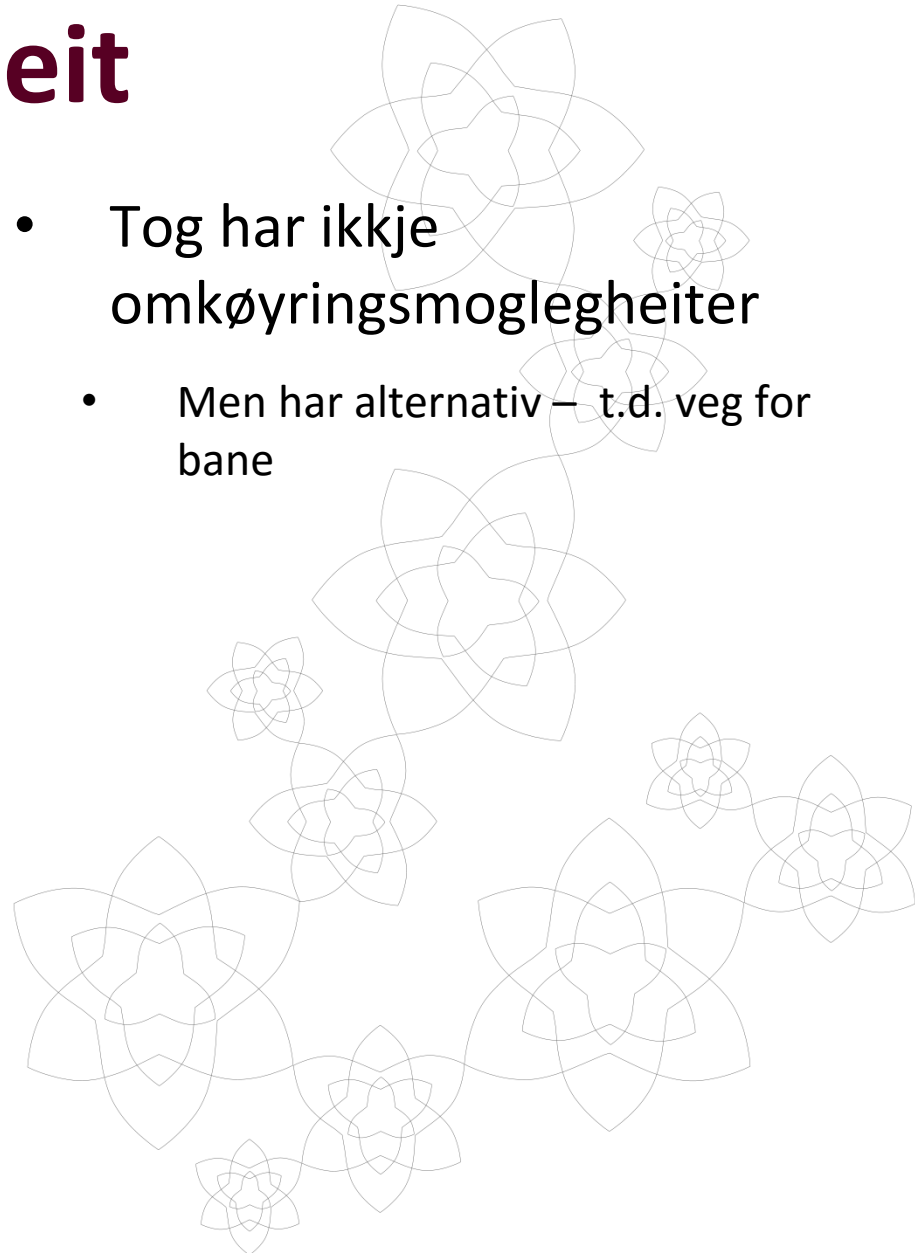 eit
• Tog har ikkje
omkøyringsmoglegheiter
• Men har alternativ – t.d. veg for
bane